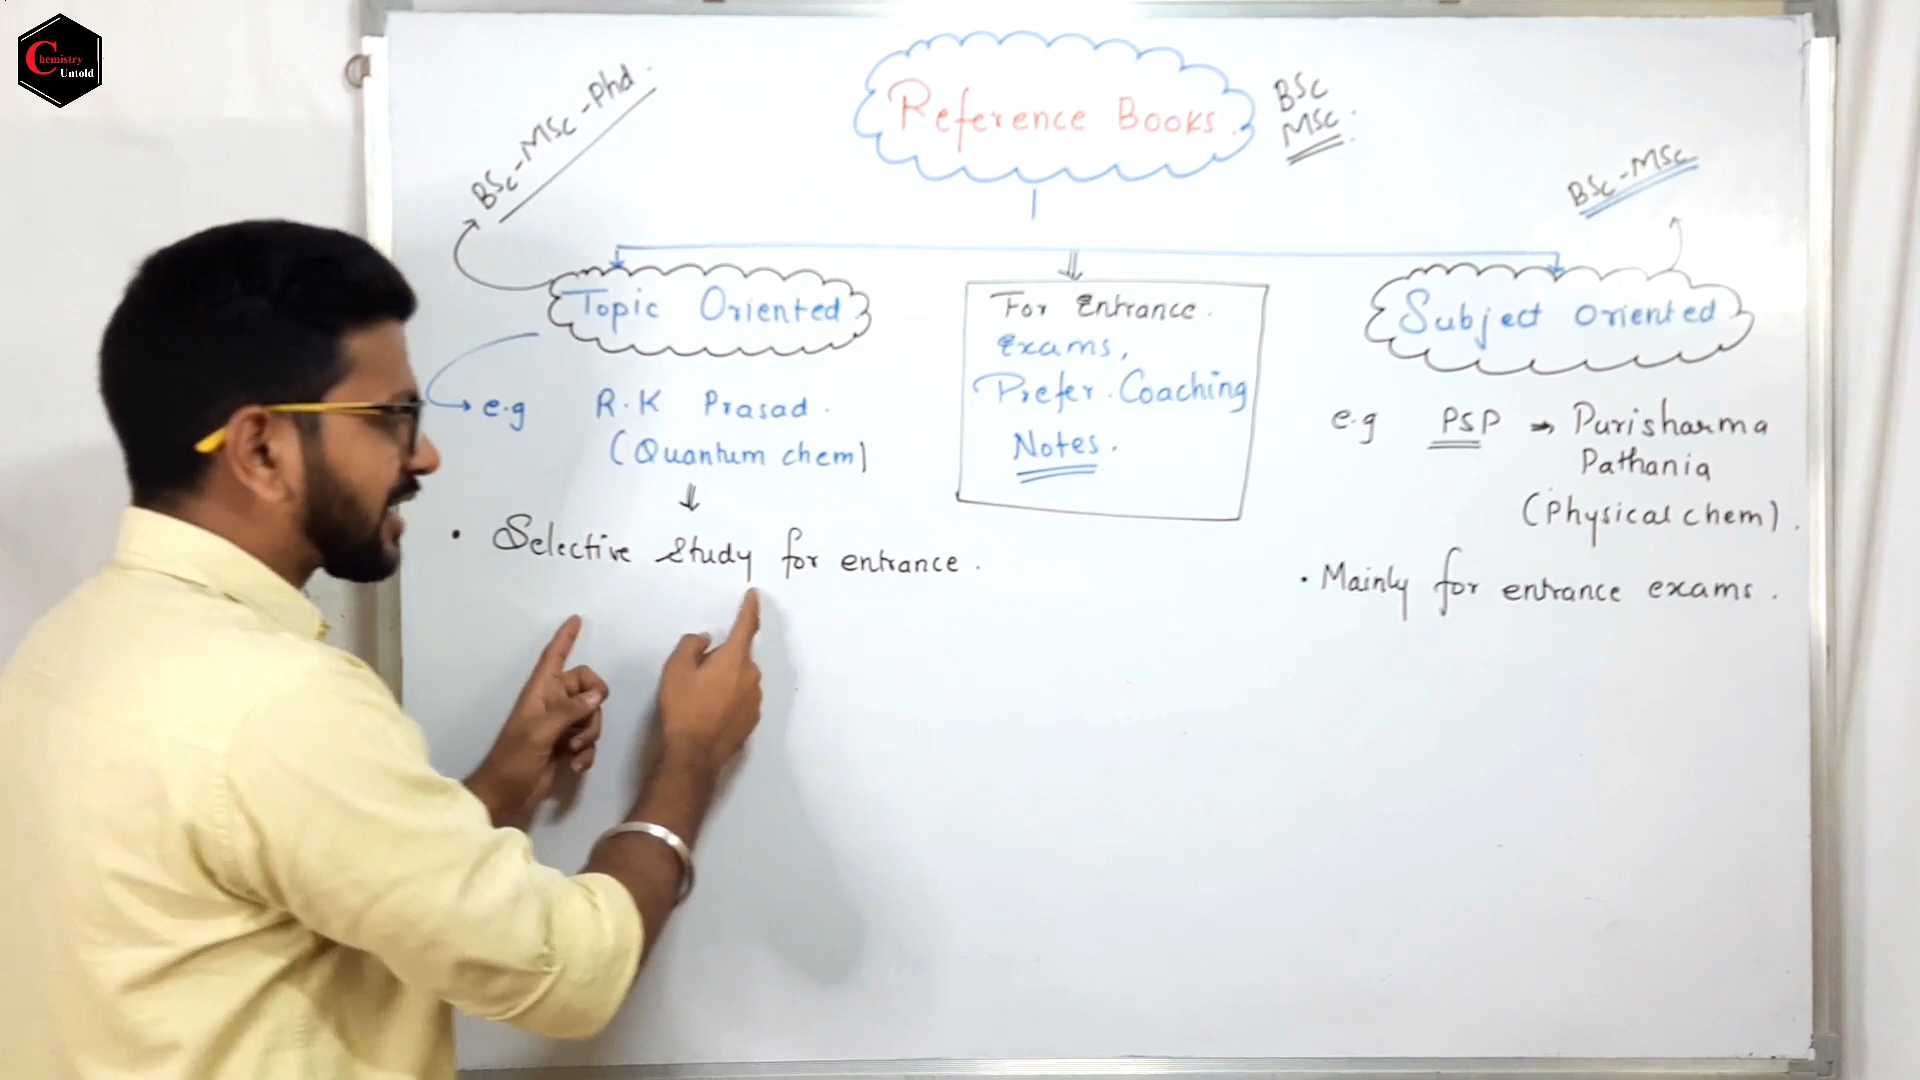 Chemistry
Untold
BSc-MSc-Phd.
Reference Books.
BSc
MSc.
BSc-MSc
Topic Oriented
e.g R.K Prasad.
(Quantum chem)
• Selective study for entrance.
For Entrance.
Exams,
Prefer. Coaching
Notes.
Subject oriented
e.g PSP → Purisharma
Pathania
(Physical chem).
• Mainly for entrance exams.